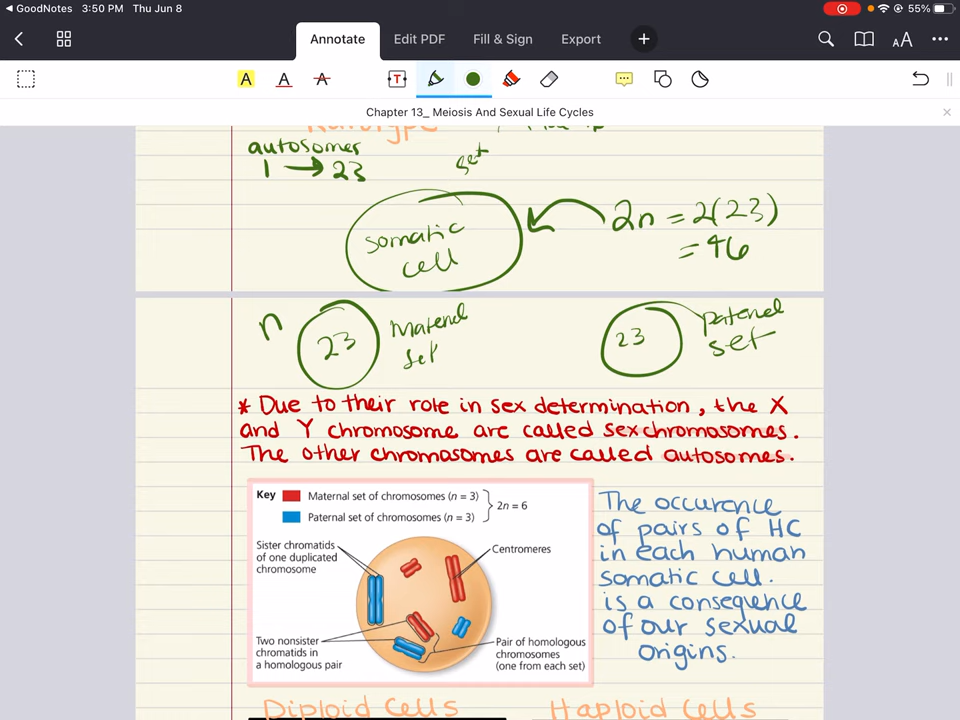 GoodNotes 3:50 PM Thu Jun 8 55%
Annotate Edit PDF Fill & Sign Export
Chapter 13_ Meiosis And Sexual Life Cycles
autosomer
1 → 23
set
somatic
cell
2n = 2(23)
= 46
n
23
Maternel
set
23
paternel
set
* Due to their role in sex determination, the X
and Y chromosome are called sex chromosomes.
The other chromosomes are called autosomes.
Key
Maternal set of chromosomes (n = 3)
Paternal set of chromosomes (n = 3)
2n = 6
Sister chromatids
of one duplicated
chromosome
Centromeres
Two nonsister
chromatids in
a homologous pair
Pair of homologous
chromosomes
(one from each set)
The occurence
of pairs of HC
in each human
somatic cell.
is a consequence
of our sexual
origins.
Diploid Cells Haploid Cells